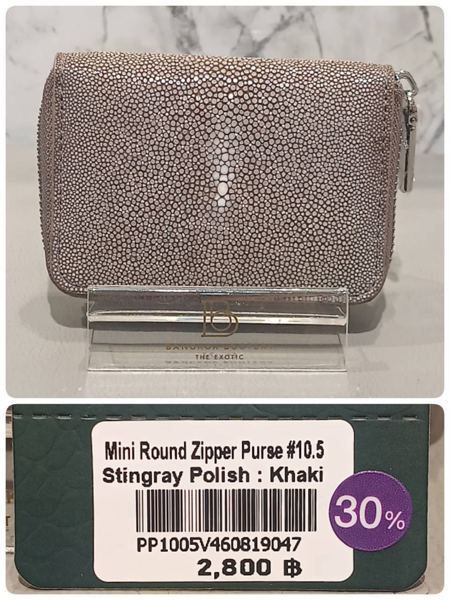 THE EXOTIC
Mini Round Zipper Purse #10.5
Stingray Polish : Khaki
30%
PP1005V460819047
2,800 ฿